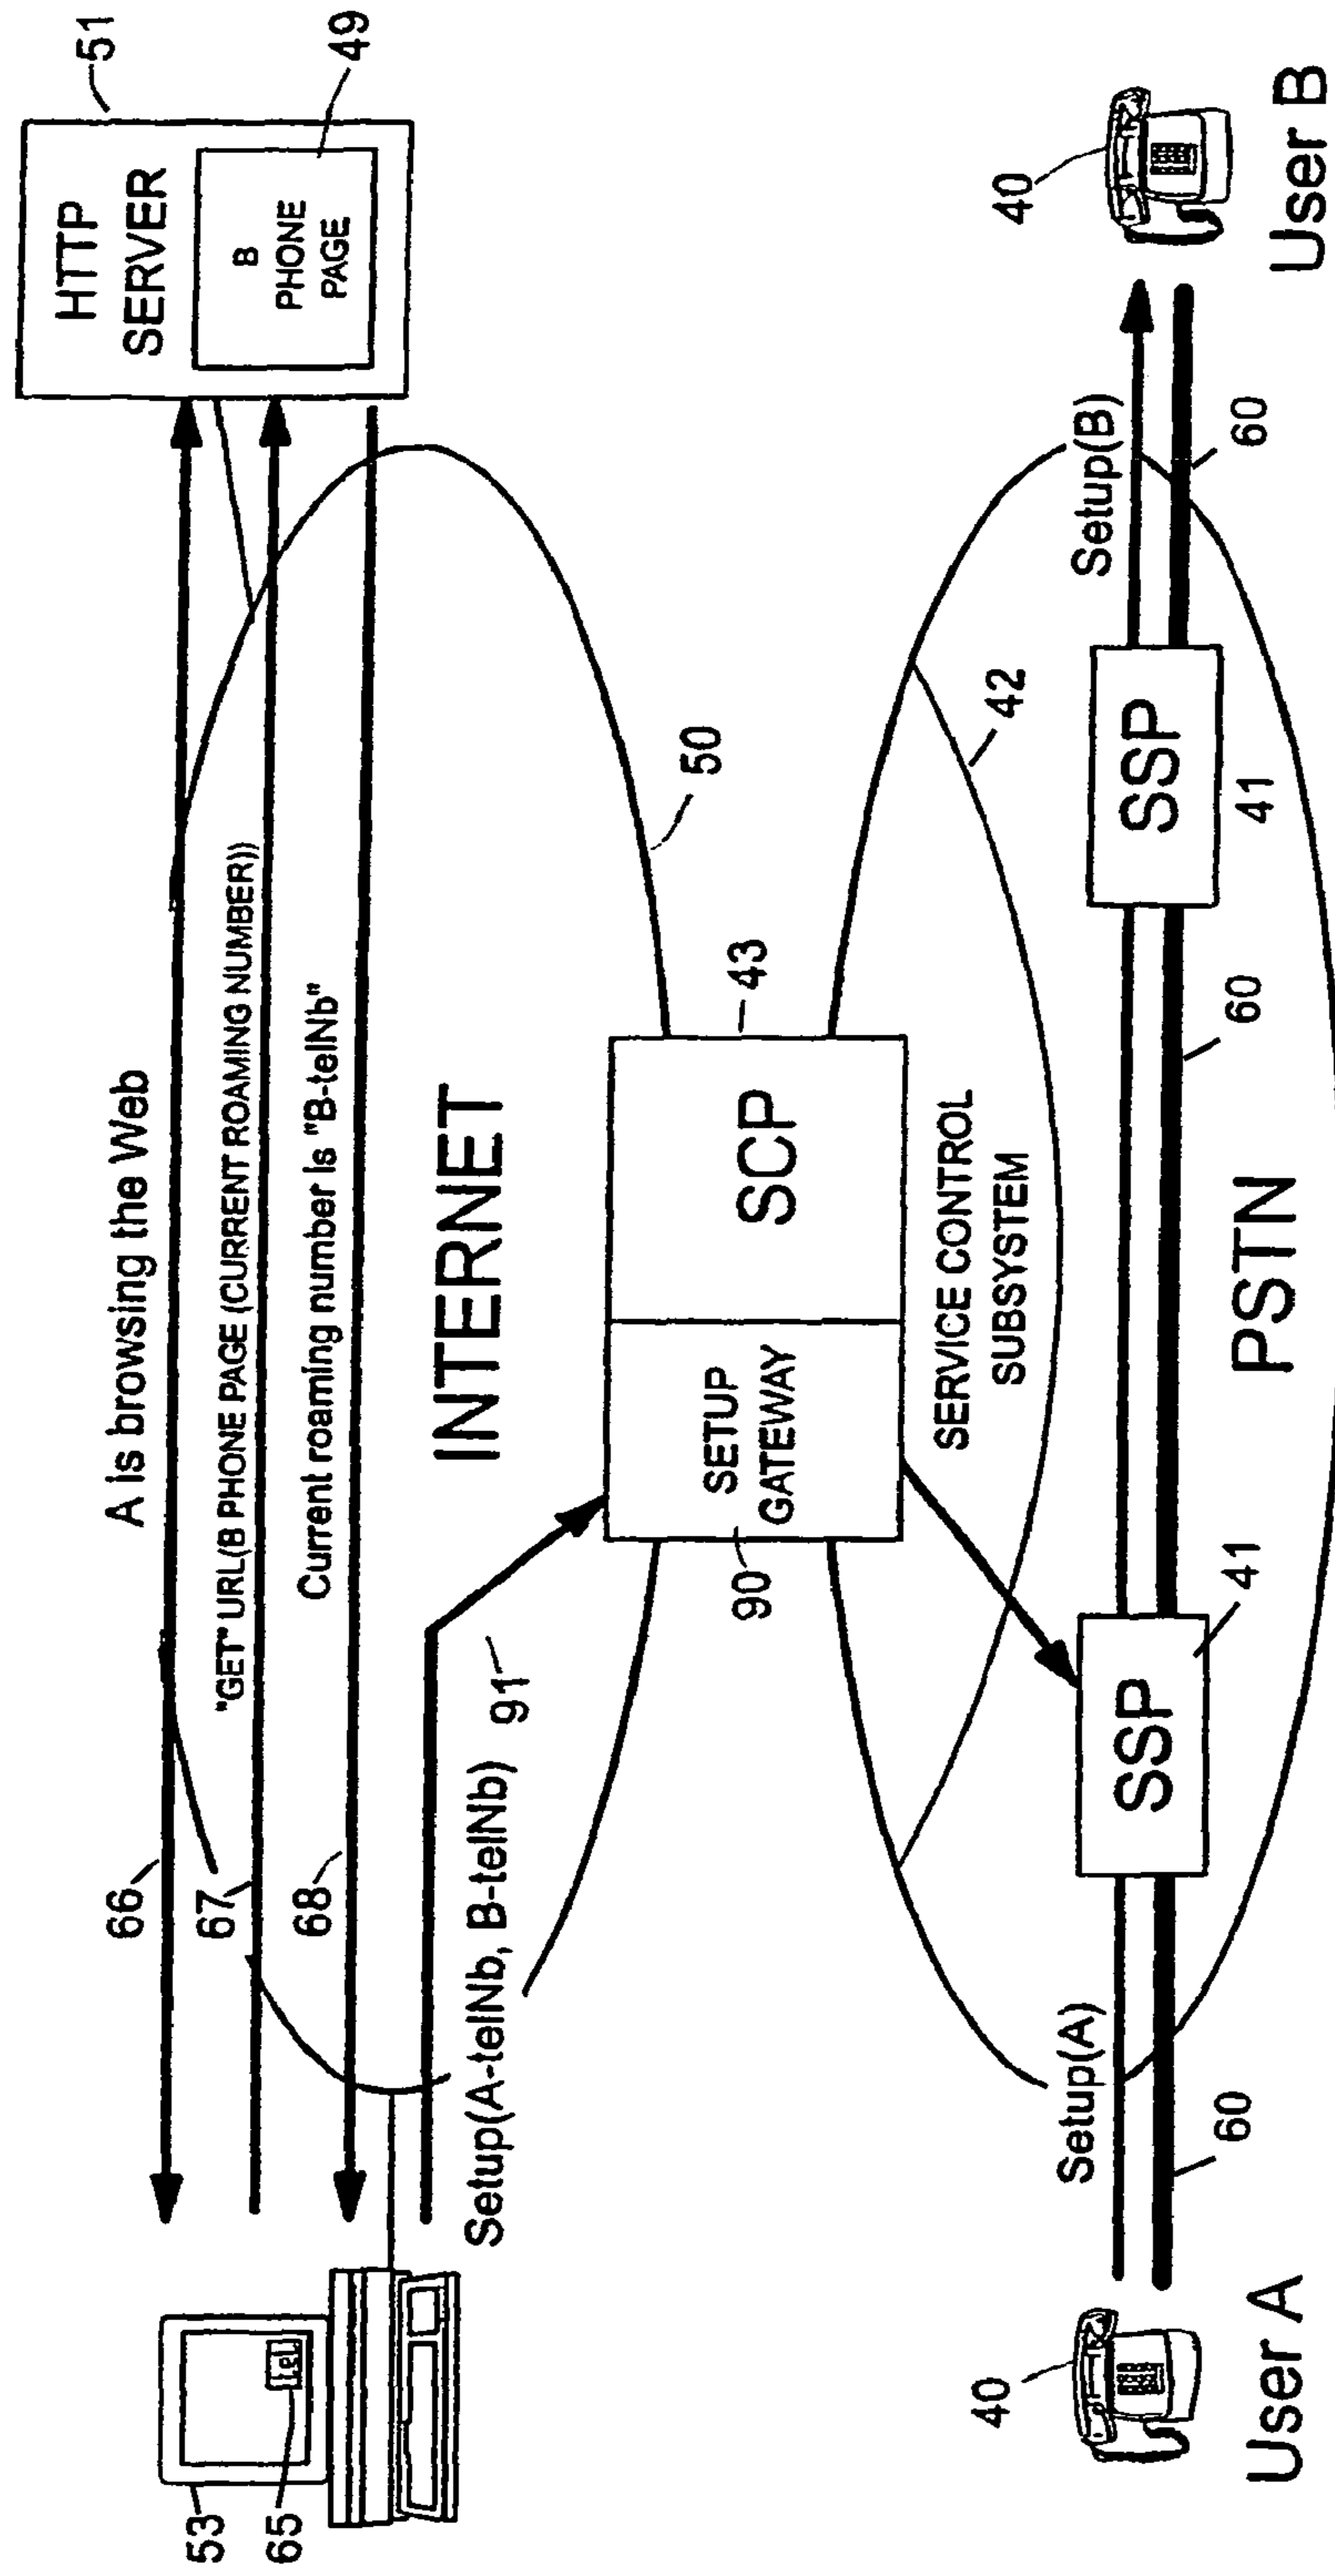 A is browsing the Web
66
"GET" URL(B PHONE PAGE (CURRENT ROAMING NUMBER))
67
Current roaming number is "B-telNb"
68
HTTP
SERVER
51
B
PHONE
PAGE
49
53
65
tel
Setup(A-telNb, B-telNb)
91
INTERNET
50
90
SETUP
GATEWAY
SCP
43
SERVICE CONTROL
SUBSYSTEM
42
Setup(A)
SSP
41
60
SSP
41
Setup(B)
60
60
40
User A
PSTN
40
User B